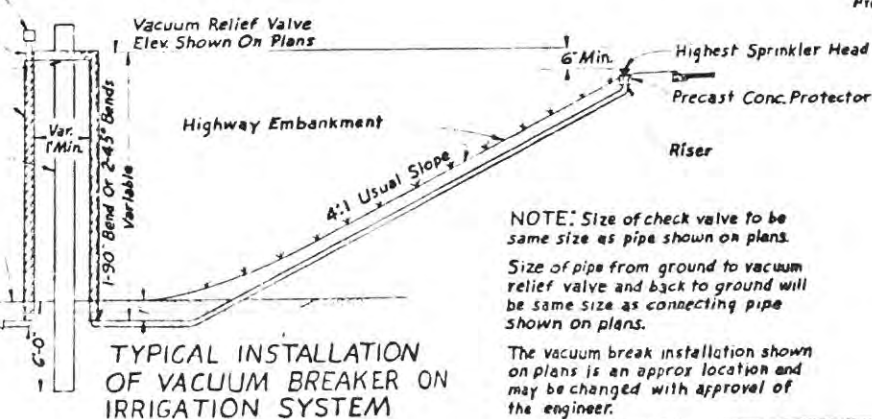 Vacuum Relief Valve
Elev. Shown On Plans
6" Min.
Highest Sprinkler Head
Precast Conc. Protector
Riser
Highway Embankment
4:1 Usual Slope
Var.
1' Min.
1-90° Bend Or 2-45° Bends
Variable
6'-0"
NOTE: Size of check valve to be
same size as pipe shown on plans.
Size of pipe from ground to vacuum
relief valve and back to ground will
be same size as connecting pipe
shown on plans.
The vacuum break installation shown
on plans is an approx location and
may be changed with approval of
the engineer.
TYPICAL INSTALLATION
OF VACUUM BREAKER ON
IRRIGATION SYSTEM